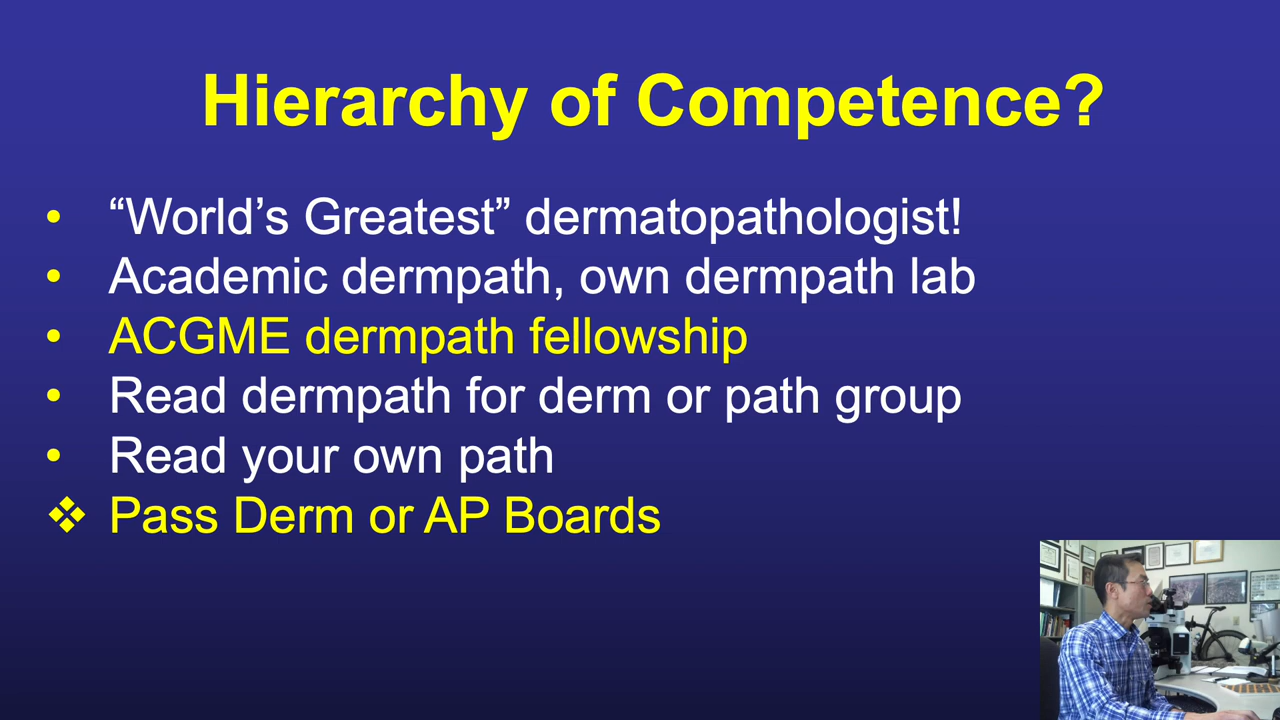 Hierarchy of Competence?
• “World’s Greatest” dermatopathologist!
• Academic dermpath, own dermpath lab
• ACGME dermpath fellowship
• Read dermpath for derm or path group
• Read your own path
❖ Pass Derm or AP Boards